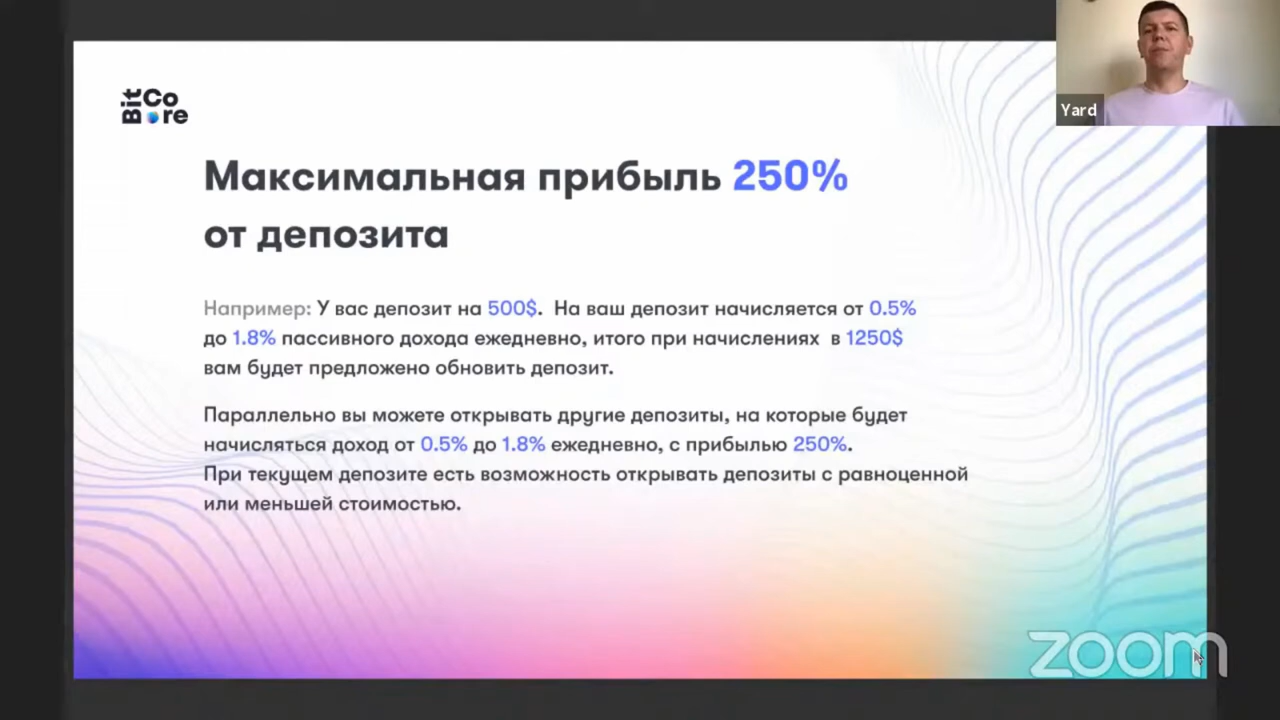 Bit Core
Yard
Максимальная прибыль 250%
от депозита
Например: У вас депозит на 500$. На ваш депозит начисляется от 0.5%
до 1.8% пассивного дохода ежедневно, итого при начислениях в 1250$
вам будет предложено обновить депозит.
Параллельно вы можете открывать другие депозиты, на которые будет
начисляться доход от 0.5% до 1.8% ежедневно, с прибылью 250%.
При текущем депозите есть возможность открывать депозиты с равноценной
или меньшей стоимостью.
zoom